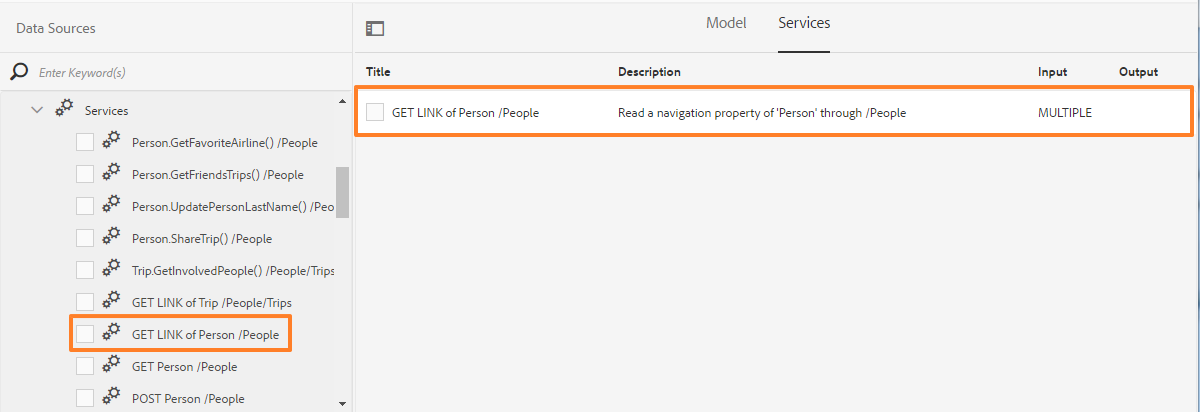 Data Sources
Model
Services
Enter Keyword(s)
Title
Description
Input
Output
GET LINK of Person /People
Read a navigation property of 'Person' through /People
MULTIPLE
Services
Person.GetFavoriteAirline() /People
Person.GetFriendsTrips() /People
Person.UpdatePersonLastName() /Peo
Person.ShareTrip() /People
Trip.GetInvolvedPeople() /People/Trips
GET LINK of Trip /People/Trips
GET LINK of Person /People
GET Person /People
POST Person /People